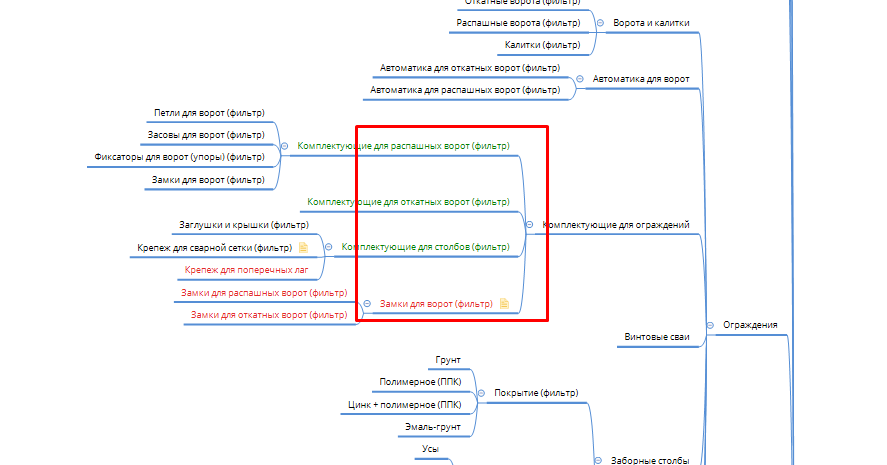 Откатные ворота (фильтр)
Распашные ворота (фильтр)
Ворота и калитки
Калитки (фильтр)
Автоматика для откатных ворот (фильтр)
Автоматика для ворот
Автоматика для распашных ворот (фильтр)
Петли для ворот (фильтр)
Засовы для ворот (фильтр)
Комплектующие для распашных ворот (фильтр)
Фиксаторы для ворот (упоры) (фильтр)
Замки для ворот (фильтр)
Комплектующие для откатных ворот (фильтр)
Заглушки и крышки (фильтр)
Комплектующие для ограждений
Крепеж для сварной сетки (фильтр)
Комплектующие для столбов (фильтр)
Крепеж для поперечных лаг
Замки для распашных ворот (фильтр)
Замки для ворот (фильтр)
Замки для откатных ворот (фильтр)
Ограждения
Винтовые сваи
Грунт
Полимерное (ППК)
Покрытие (фильтр)
Цинк + полимерное (ППК)
Эмаль-грунт
Усы
Заборные столбы